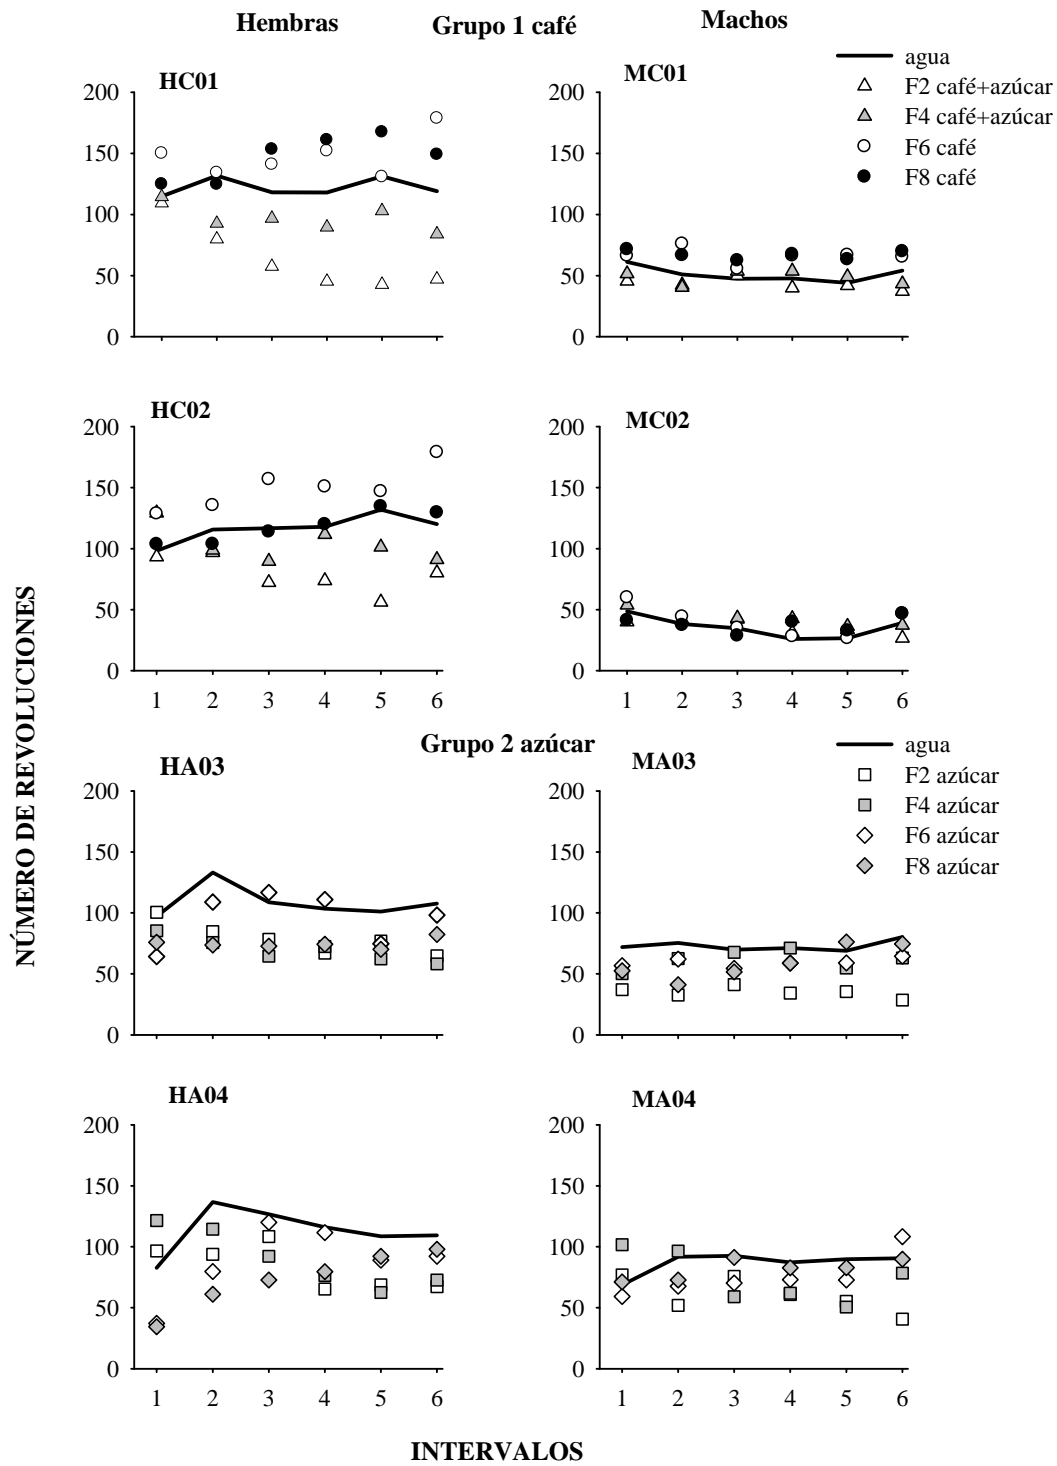 Hembras
Grupo 1 café
Machos
HC01
MC01
agua
F2 café+azúcar
F4 café+azúcar
F6 café
F8 café
200
150
100
50
0
200
150
100
50
0
HC02
MC02
200
150
100
50
0
1 2 3 4 5 6
200
150
100
50
0
1 2 3 4 5 6
NÚMERO DE REVOLUCIONES
Grupo 2 azúcar
HA03
MA03
agua
F2 azúcar
F4 azúcar
F6 azúcar
F8 azúcar
200
150
100
50
0
200
150
100
50
0
HA04
MA04
200
150
100
50
0
1 2 3 4 5 6
200
150
100
50
0
1 2 3 4 5 6
INTERVALOS